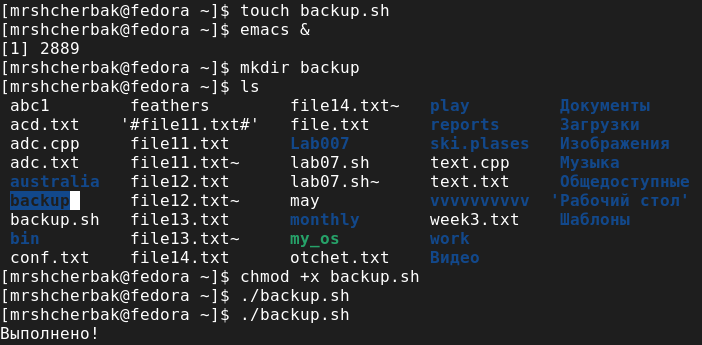 [mrshcherbak@fedora ~]$ touch backup.sh
[mrshcherbak@fedora ~]$ emacs &
[1] 2889
[mrshcherbak@fedora ~]$ mkdir backup
[mrshcherbak@fedora ~]$ ls
abc1 feathers file14.txt~ play Документы
acd.txt '#file11.txt#' file.txt reports Загрузки
adc.cpp file11.txt Lab007 ski.plases Изображения
adc.txt file11.txt~ lab07.sh text.cpp Музыка
australia file12.txt lab07.sh~ text.txt Общедоступные
backup file12.txt~ may vvvvvvvvvv 'Рабочий стол'
backup.sh file13.txt monthly week3.txt Шаблоны
bin file13.txt~ my_os work
conf.txt file14.txt otchet.txt Видео
[mrshcherbak@fedora ~]$ chmod +x backup.sh
[mrshcherbak@fedora ~]$ ./backup.sh
[mrshcherbak@fedora ~]$ ./backup.sh
Выполнено!